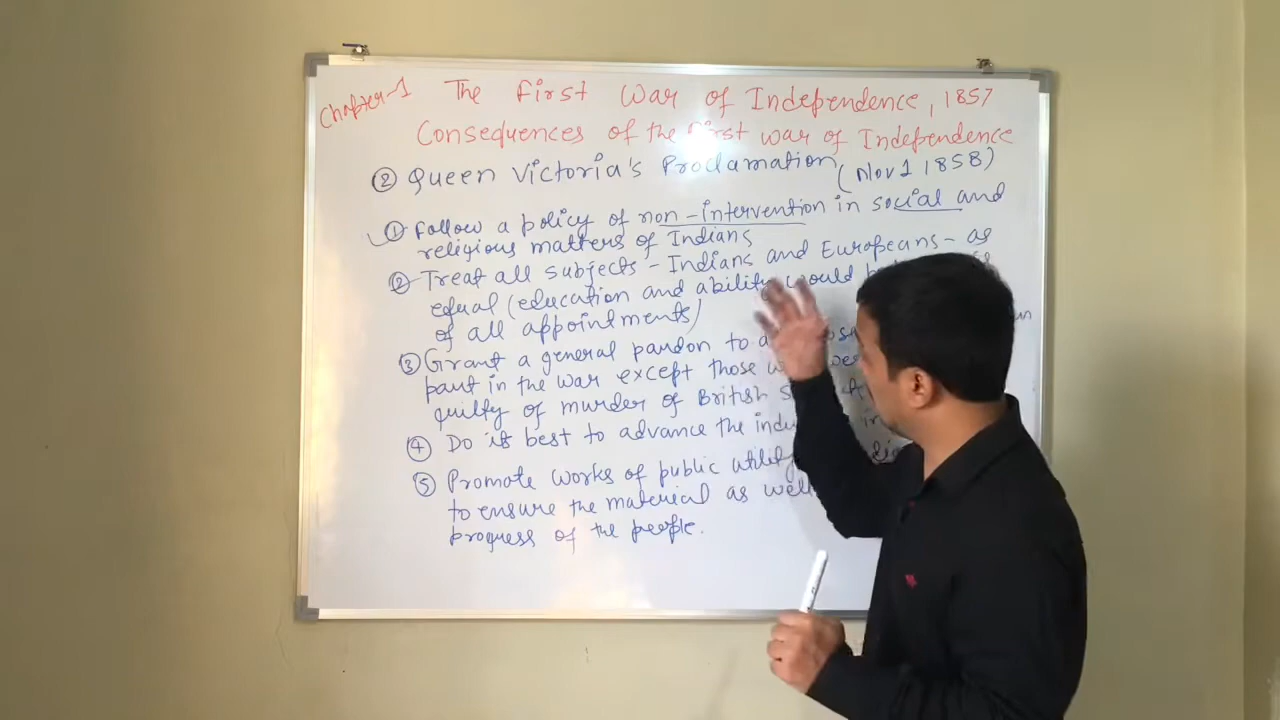 Chapter-1 The First War of Independence, 1857
Consequences of the first war of Independence
② Queen Victoria's Proclamation (Nov 1 1858)
① Follow a policy of non-intervention in social and
religious matters of Indians
② Treat all subjects - Indians and Europeans - as
equal (education and ability would
of all appointments)
③ Grant a general pardon to
part in the war except those
guilty of murder of British
④ Do its best to advance the
⑤ Promote works of public utility
to ensure the material as well
progress of the people.